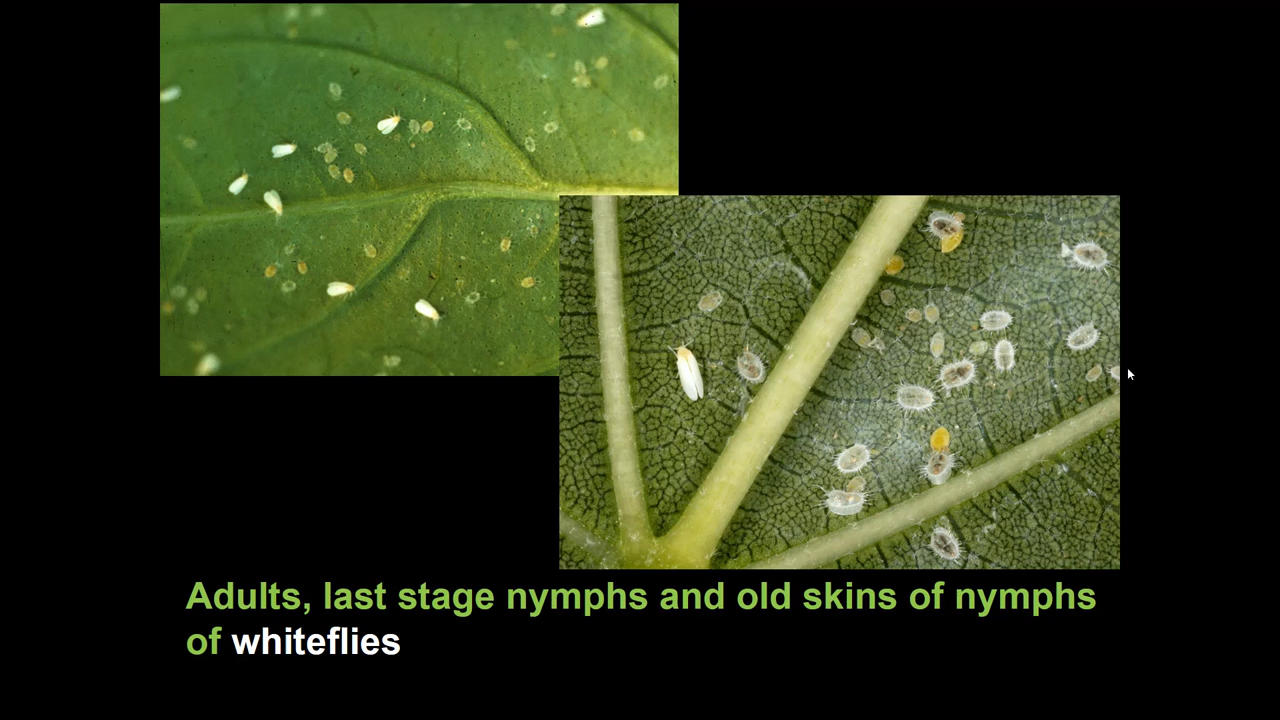 Adults, last stage nymphs and old skins of nymphs
of whiteflies